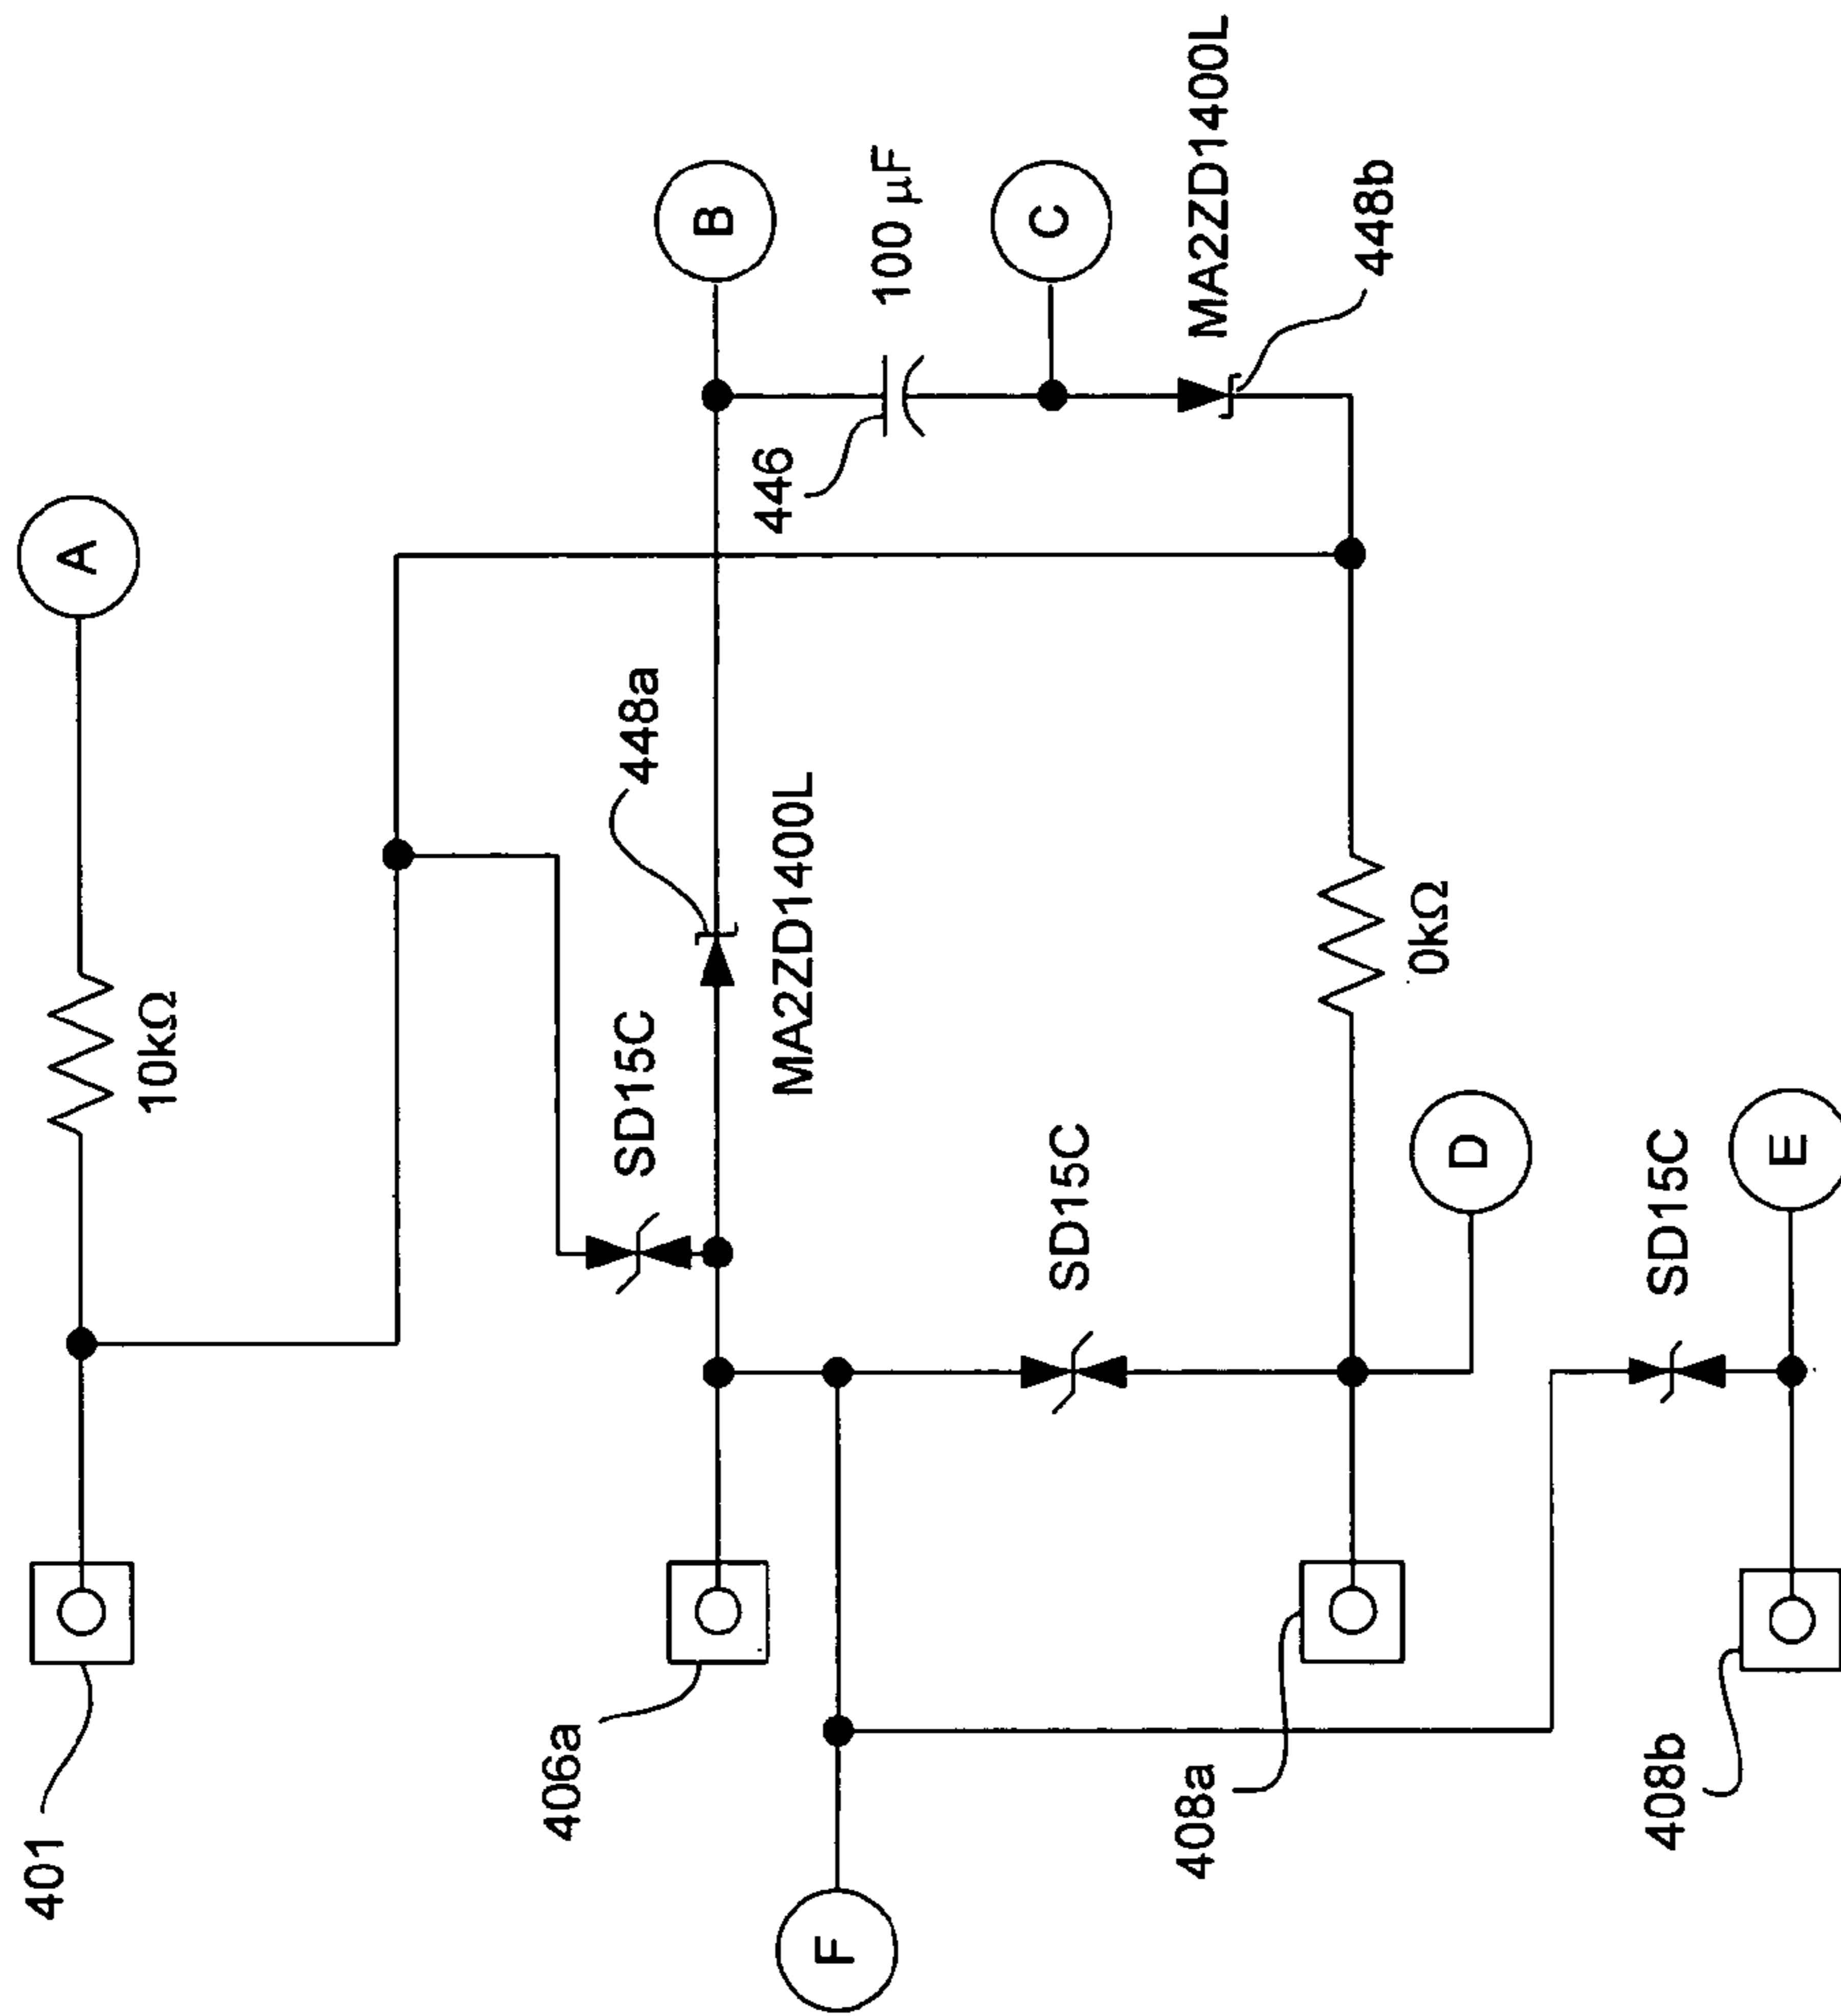 A
401
10kΩ
B
448a
446
100 µF
C
MA2ZD1400L
448b
SD15C
MA2ZD1400L
406a
F
SD15C
0kΩ
D
408a
SD15C
E
408b